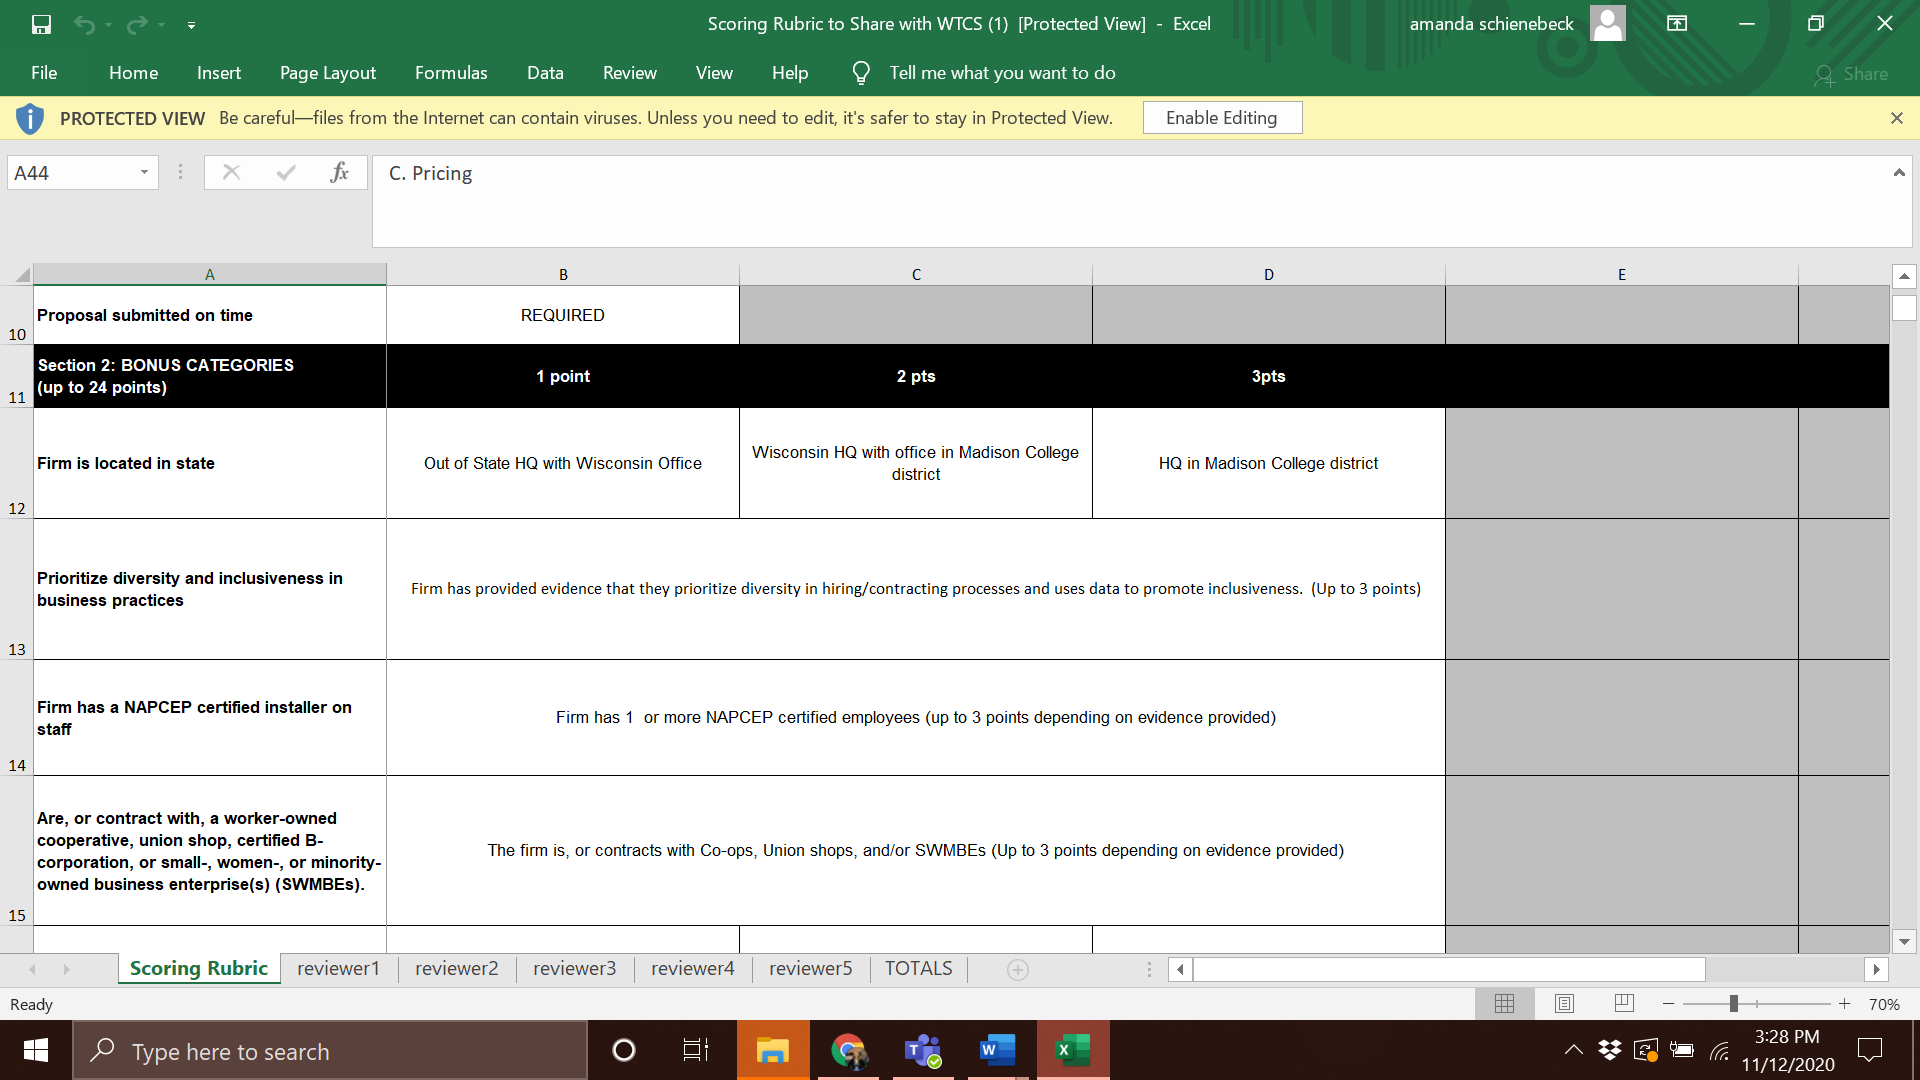 Scoring Rubric to Share with WTCS (1) [Protected View] - Excel
amanda schienebeck
File Home Insert Page Layout Formulas Data Review View Help Tell me what you want to do
Share
PROTECTED VIEW Be careful—files from the Internet can contain viruses. Unless you need to edit, it's safer to stay in Protected View. Enable Editing
A44
fx
C. Pricing
A B C D E
10
Proposal submitted on time
REQUIRED
11
Section 2: BONUS CATEGORIES
(up to 24 points)
1 point
2 pts
3pts
12
Firm is located in state
Out of State HQ with Wisconsin Office
Wisconsin HQ with office in Madison College
district
HQ in Madison College district
13
Prioritize diversity and inclusiveness in
business practices
Firm has provided evidence that they prioritize diversity in hiring/contracting processes and uses data to promote inclusiveness. (Up to 3 points)
14
Firm has a NAPCEP certified installer on
staff
Firm has 1 or more NAPCEP certified employees (up to 3 points depending on evidence provided)
15
Are, or contract with, a worker-owned
cooperative, union shop, certified B-
corporation, or small-, women-, or minority-
owned business enterprise(s) (SWMBEs).
The firm is, or contracts with Co-ops, Union shops, and/or SWMBEs (Up to 3 points depending on evidence provided)
Scoring Rubric reviewer1 reviewer2 reviewer3 reviewer4 reviewer5 TOTALS
Ready
70%
Type here to search
3:28 PM
11/12/2020